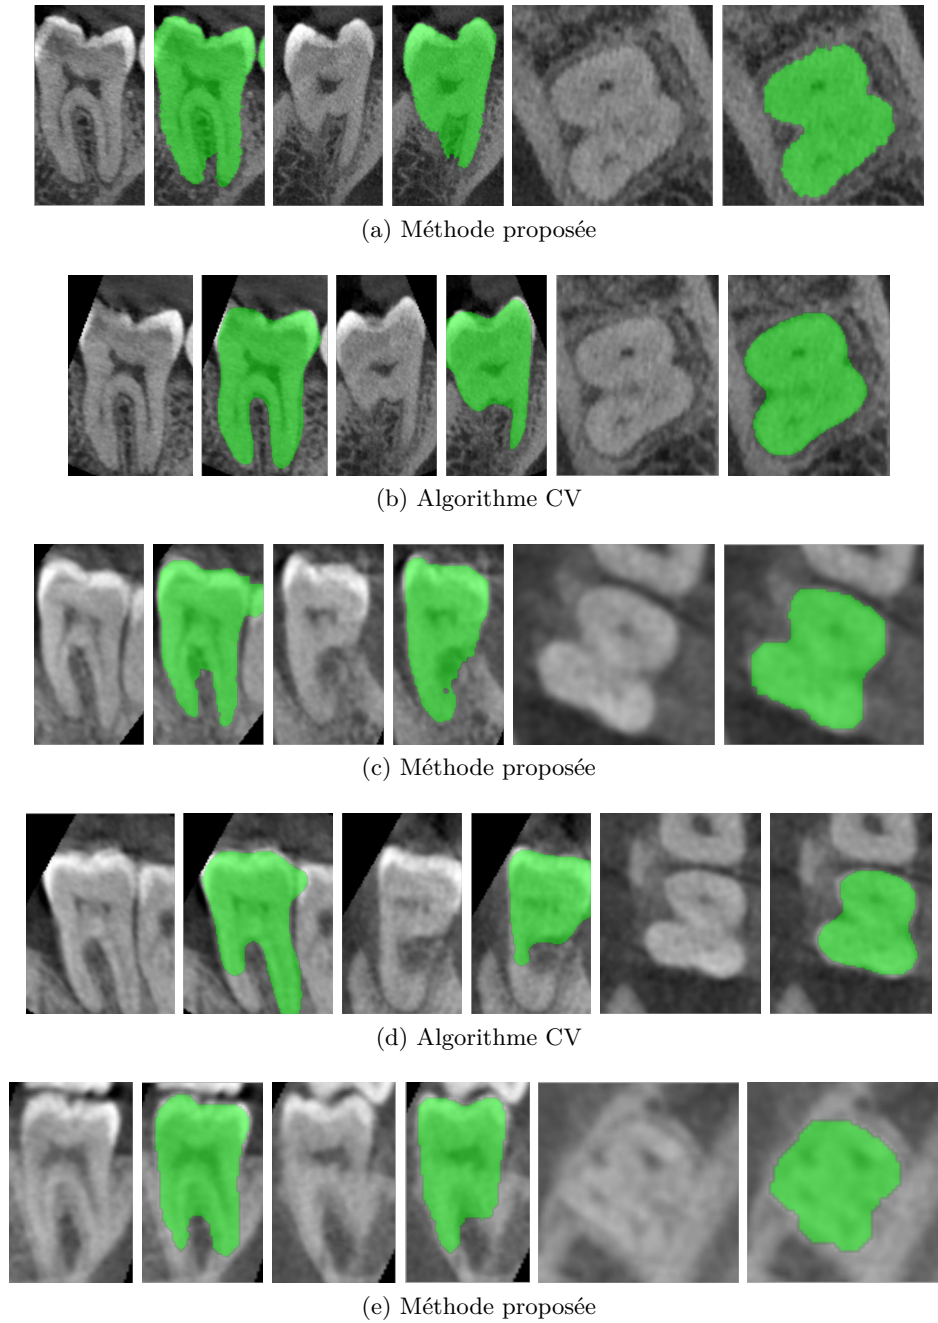 (a) Méthode proposée
(b) Algorithme CV
(c) Méthode proposée
(d) Algorithme CV
(e) Méthode proposée